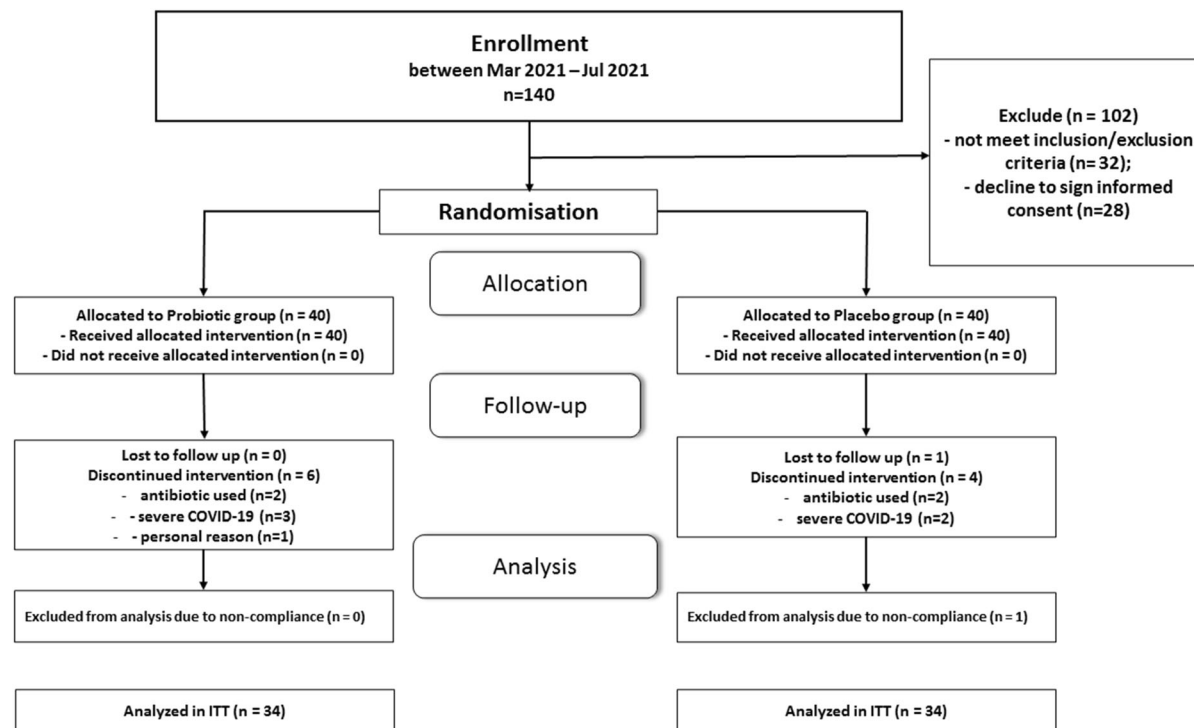 Enrollment
between Mar 2021 – Jul 2021
n=140
Exclude (n = 102)
- not meet inclusion/exclusion
criteria (n= 32);
- decline to sign informed
consent (n=28)
Randomisation
Allocation
Allocated to Probiotic group (n = 40)
- Received allocated intervention (n = 40)
- Did not receive allocated intervention (n = 0)
Allocated to Placebo group (n = 40)
- Received allocated intervention (n = 40)
- Did not receive allocated intervention (n = 0)
Follow-up
Lost to follow up (n = 0)
Discontinued intervention (n = 6)
- antibiotic used (n=2)
- - severe COVID-19 (n=3)
- - personal reason (n=1)
Lost to follow up (n = 1)
Discontinued intervention (n = 4)
- antibiotic used (n=2)
- severe COVID-19 (n=2)
Analysis
Excluded from analysis due to non-compliance (n = 0)
Excluded from analysis due to non-compliance (n = 1)
Analyzed in ITT (n = 34)
Analyzed in ITT (n = 34)